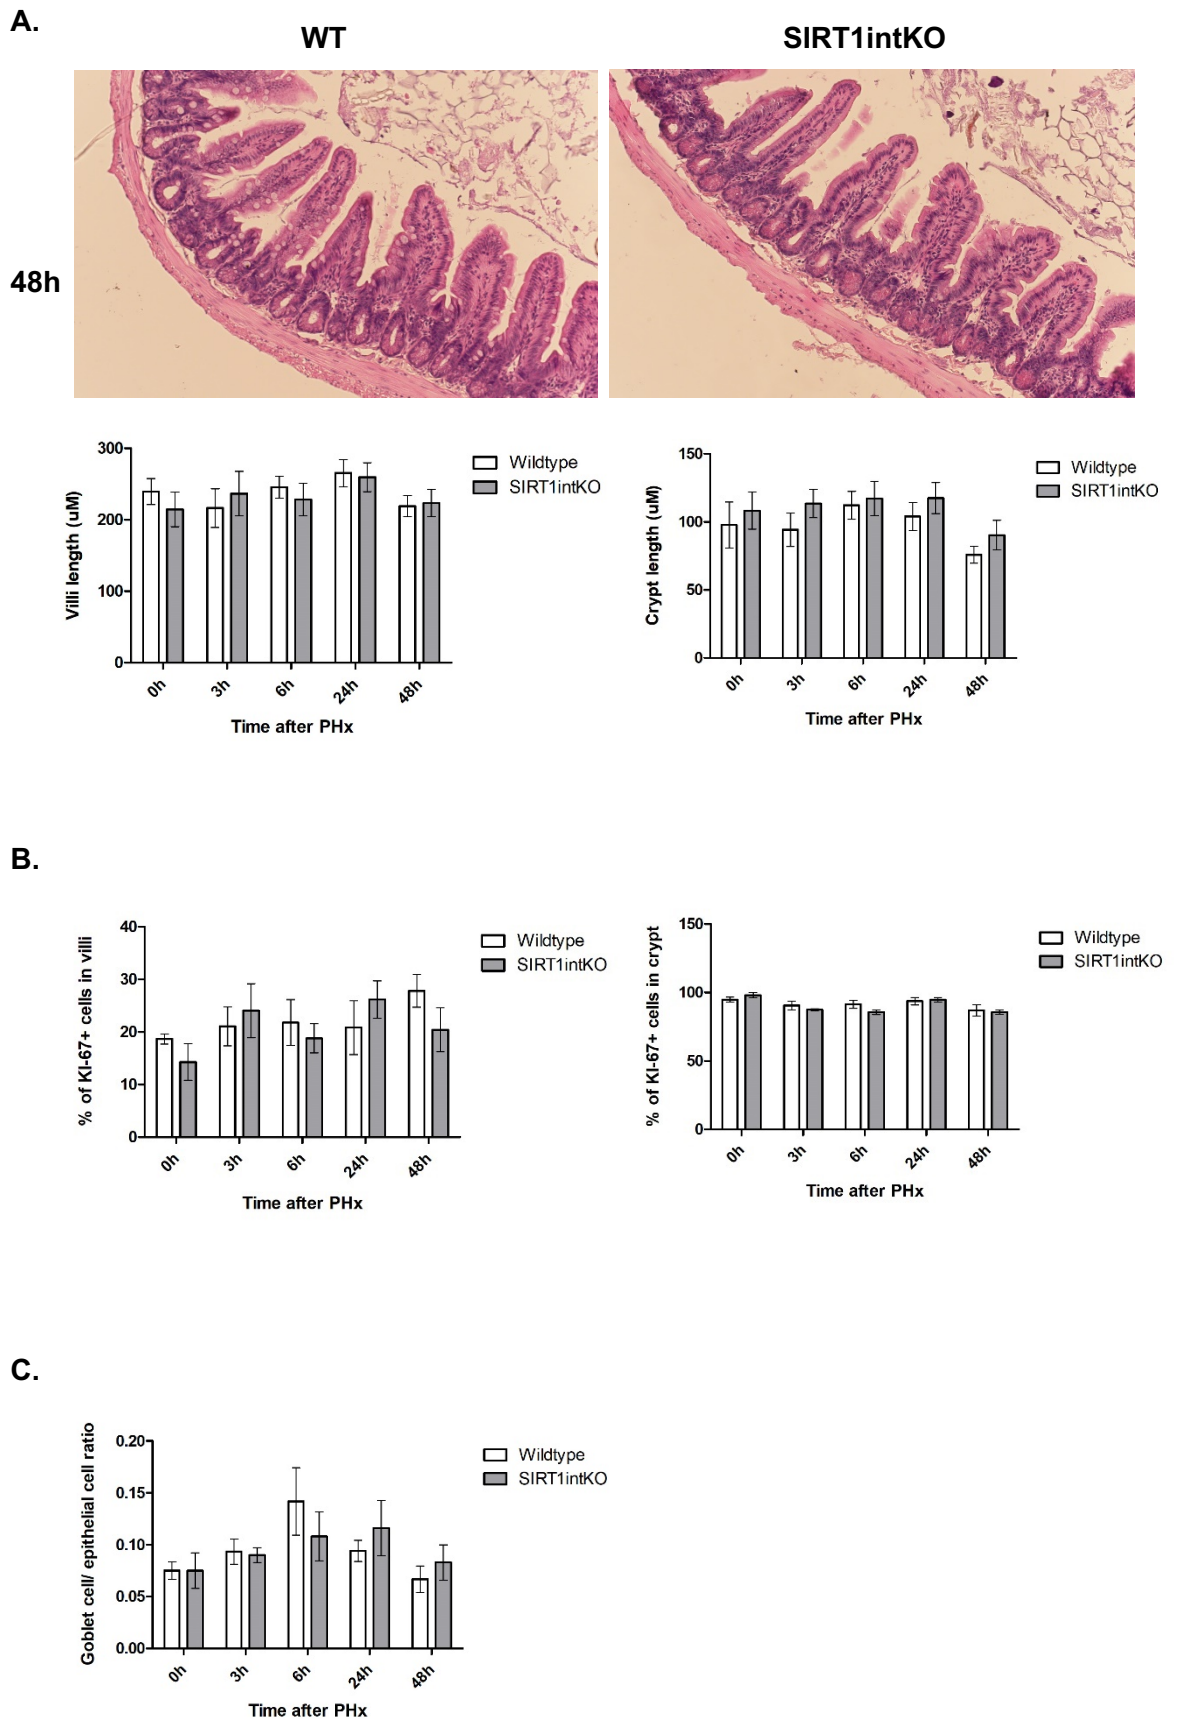 A.
WT
SIRT1intKO
48h
300
200
100
0
Villi length (uM)
0h
3h
6h
24h
48h
Time after PHx
Wildtype
SIRT1intKO
150
100
50
0
Crypt length (uM)
0h
3h
6h
24h
48h
Time after PHx
Wildtype
SIRT1intKO
B.
40
30
20
10
0
% of KI-67+ cells in villi
0h
3h
6h
24h
48h
Time after PHx
Wildtype
SIRT1intKO
150
100
50
0
% of KI-67+ cells in crypt
0h
3h
6h
24h
48h
Time after PHx
Wildtype
SIRT1intKO
C.
0.20
0.15
0.10
0.05
0.00
Goblet cell/ epithelial cell ratio
0h
3h
6h
24h
48h
Time after PHx
Wildtype
SIRT1intKO